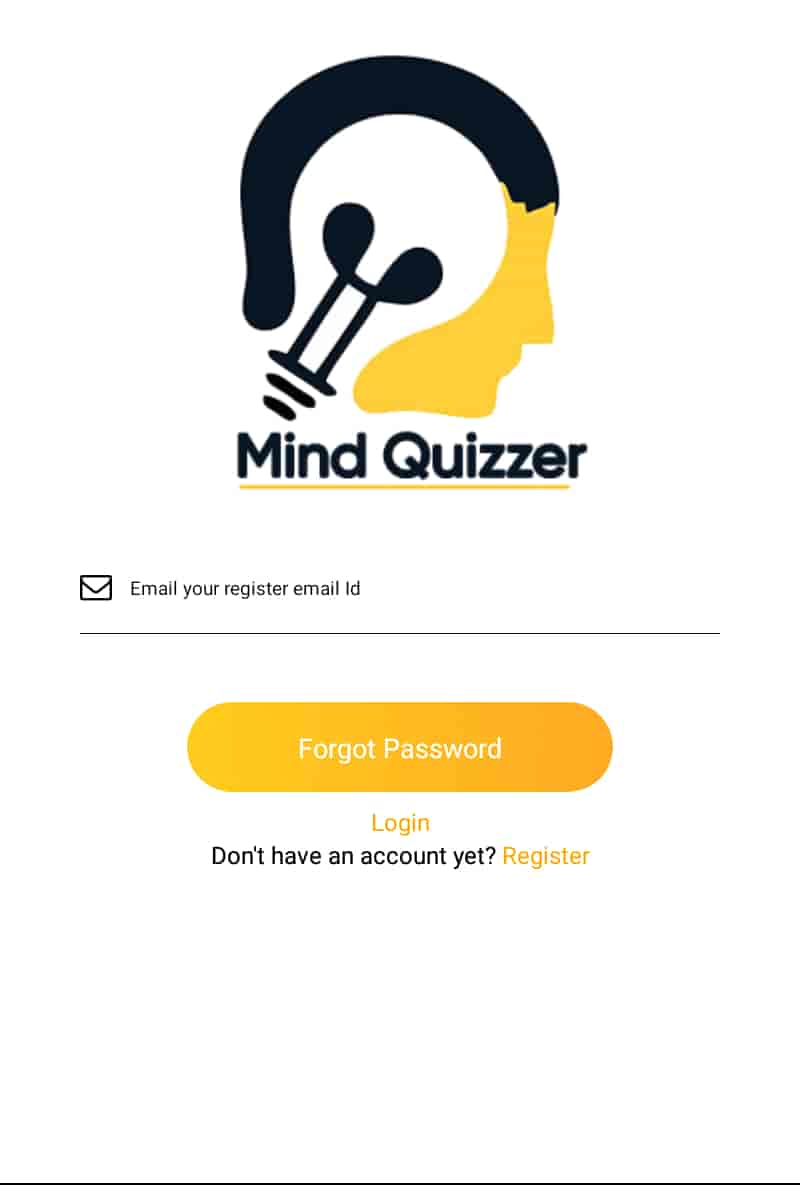 Mind Quizzer
Email your register email Id
Forgot Password
Login
Don't have an account yet? Register